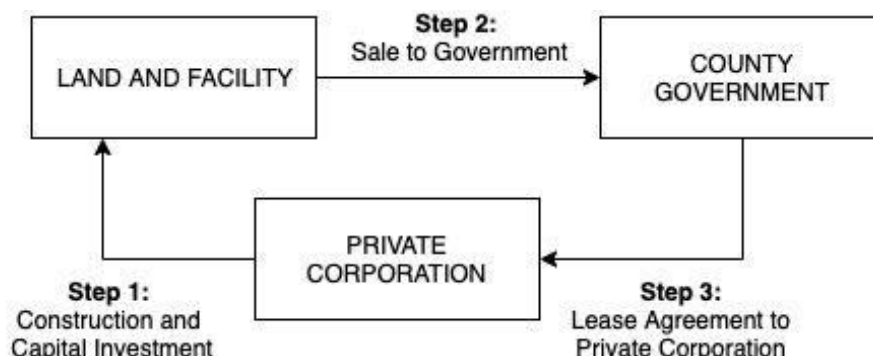 Step 2:
Sale to Government
LAND AND FACILITY
COUNTY
GOVERNMENT
PRIVATE
CORPORATION
Step 1:
Construction and
Capital Investment
Step 3:
Lease Agreement to
Private Corporation